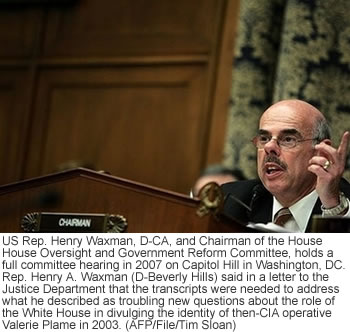 CHAIRMAN
US Rep. Henry Waxman, D-CA, and Chairman of the House
House Oversight and Government Reform Committee, holds a
full committee hearing in 2007 on Capitol Hill in Washington, DC.
Rep. Henry A. Waxman (D-Beverly Hills) said in a letter to the
Justice Department that the transcripts were needed to address
what he described as troubling new questions about the role of
the White House in divulging the identity of then-CIA operative
Valerie Plame in 2003. (AFP/File/Tim Sloan)